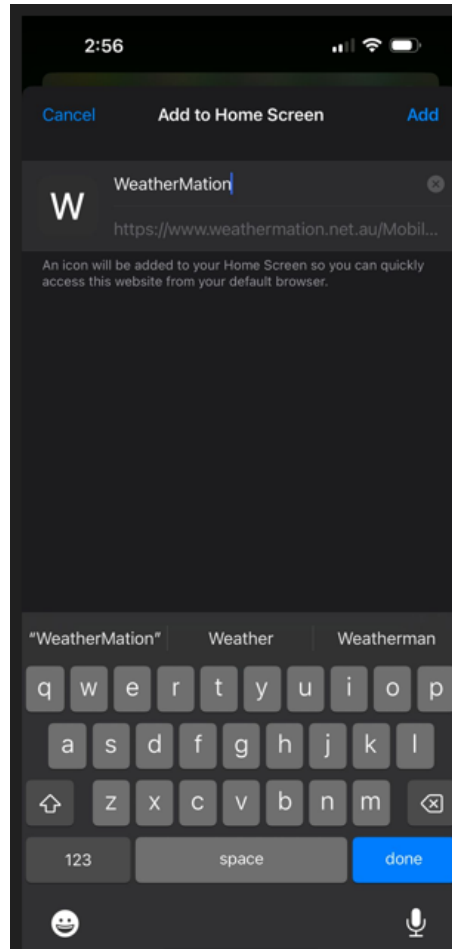 2:56
Cancel Add to Home Screen Add
W
WeatherMation
https://www.weathermation.net.au/Mobil...
An icon will be added to your Home Screen so you can quickly
access this website from your default browser.
“WeatherMation” Weather Weatherman
q w e r t y u i o p
a s d f g h j k l
z x c v b n m
123 space done